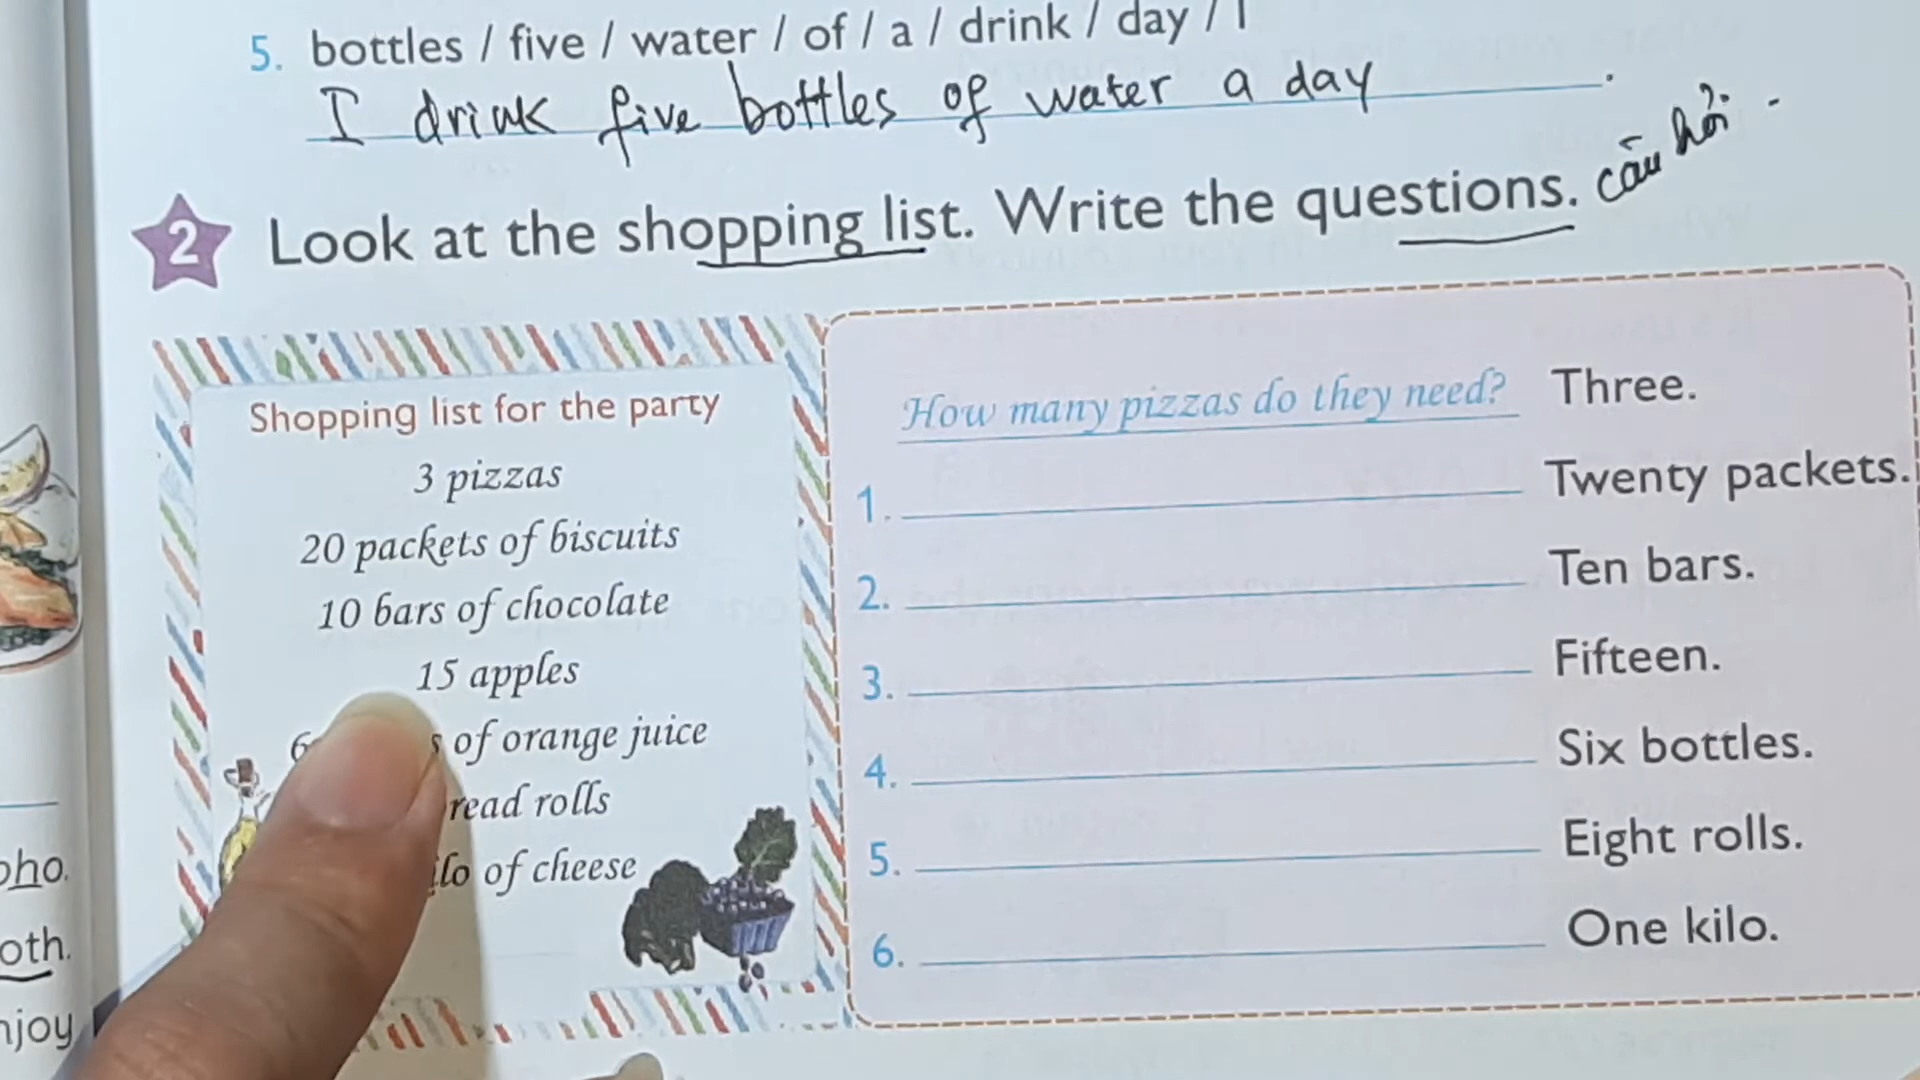 5. bottles / five / water / of / a / drink / day / I
I drink five bottles of water a day .
2 Look at the shopping list. Write the questions. câu hỏi .
Shopping list for the party
3 pizzas
20 packets of biscuits
10 bars of chocolate
15 apples
6 of orange juice
rolls
of cheese
How many pizzas do they need? Three.
1. Twenty packets.
2. Ten bars.
3. Fifteen.
4. Six bottles.
5. Eight rolls.
6. One kilo.
pho.
oth.
njoy